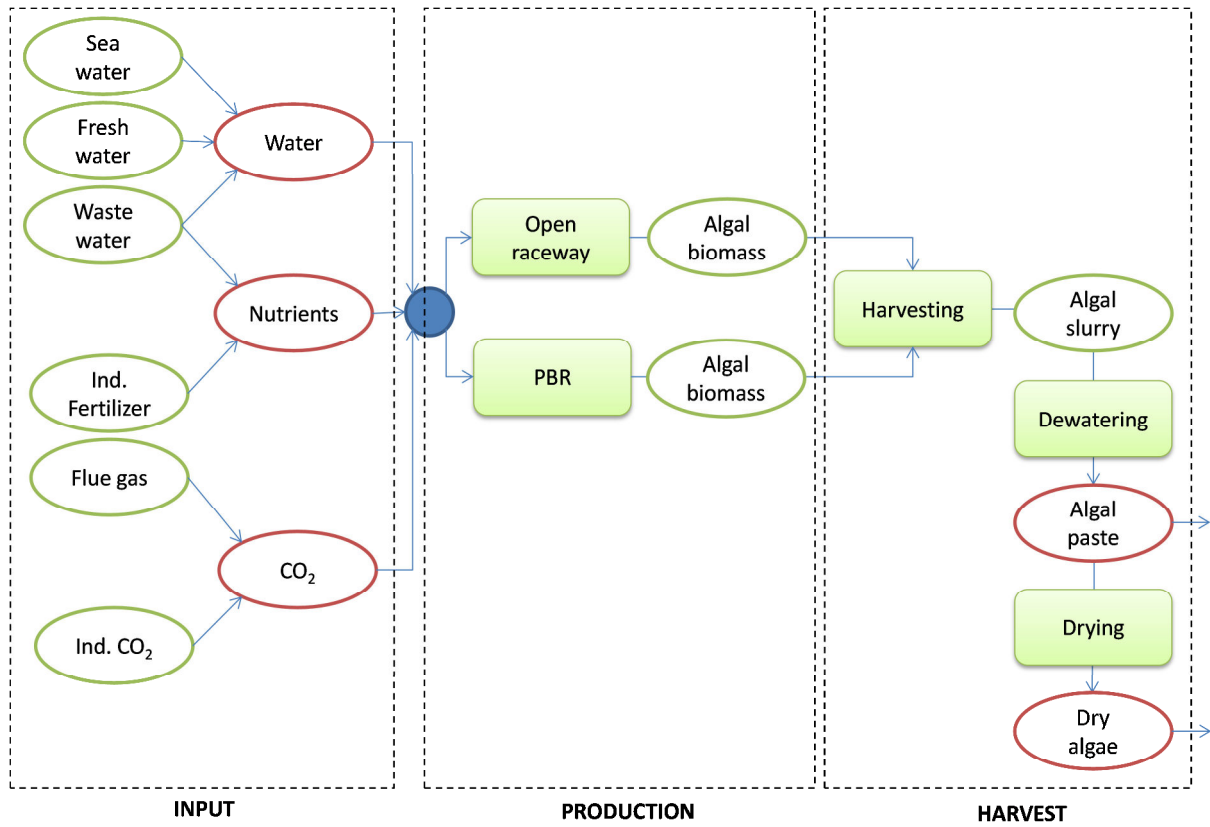 Sea
water
Fresh
water
Waste
water
Ind.
Fertilizer
Flue gas
Ind. CO₂
Water
Nutrients
CO₂
INPUT
Open
raceway
Algal
biomass
PBR
Algal
biomass
PRODUCTION
Harvesting
Algal
slurry
Dewatering
Algal
paste
Drying
Dry
algae
HARVEST